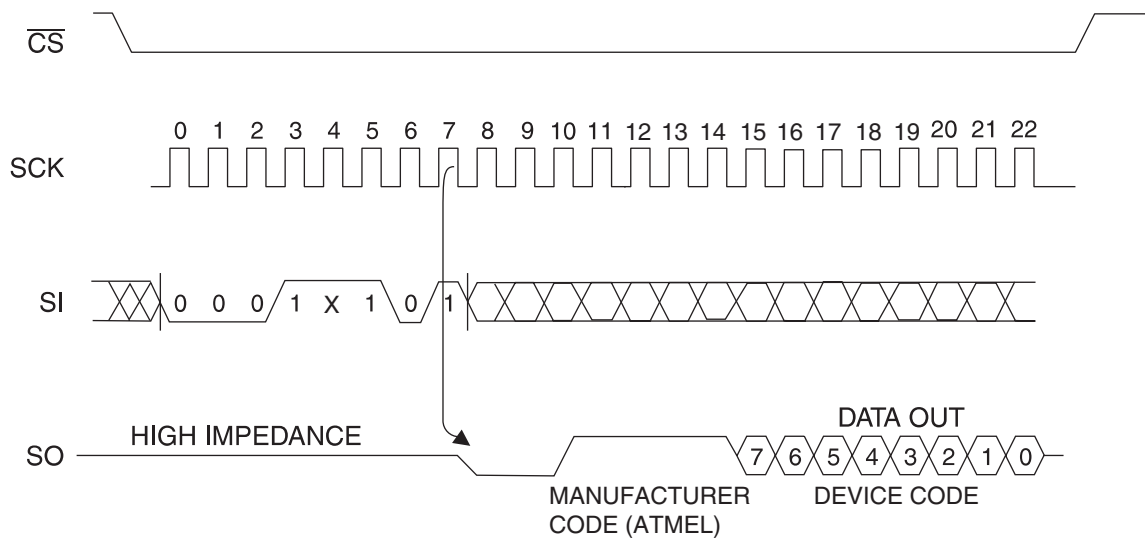 CS
0 1 2 3 4 5 6 7 8 9 10 11 12 13 14 15 16 17 18 19 20 21 22
SCK
SI 0 0 0 1 X 1 0 1
HIGH IMPEDANCE DATA OUT
SO 7 6 5 4 3 2 1 0
MANUFACTURER DEVICE CODE
CODE (ATMEL)